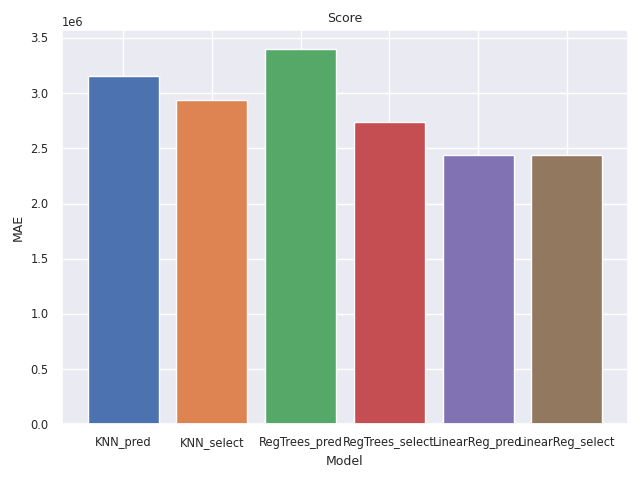 Score
1e6
3.5
3.0
2.5
2.0
1.5
1.0
0.5
0.0
MAE
KNN_pred KNN_select RegTrees_pred RegTrees_select LinearReg_pred LinearReg_select
Model